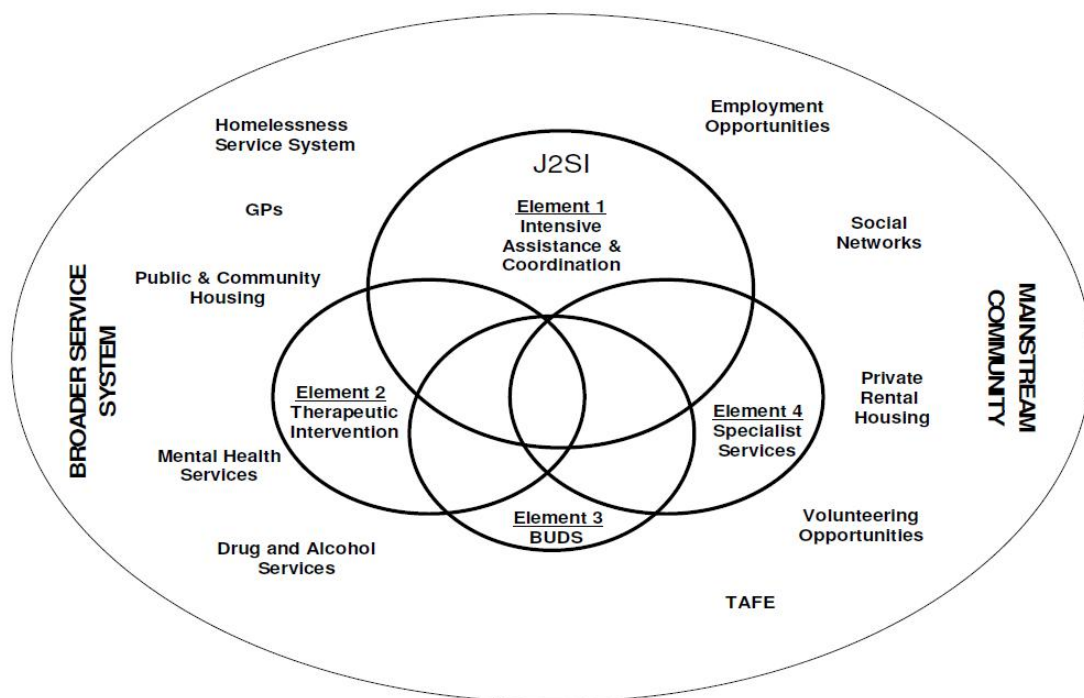 Homelessness
Service System
Employment
Opportunities
J2SI
Element 1
Intensive
Assistance &
Coordination
GPs
Social
Networks
Public & Community
Housing
BROADER SERVICE
SYSTEM
MAINSTREAM
COMMUNITY
Element 2
Therapeutic
Intervention
Element 4
Specialist
Services
Private
Rental
Housing
Mental Health
Services
Element 3
BUDS
Volunteering
Opportunities
Drug and Alcohol
Services
TAFE